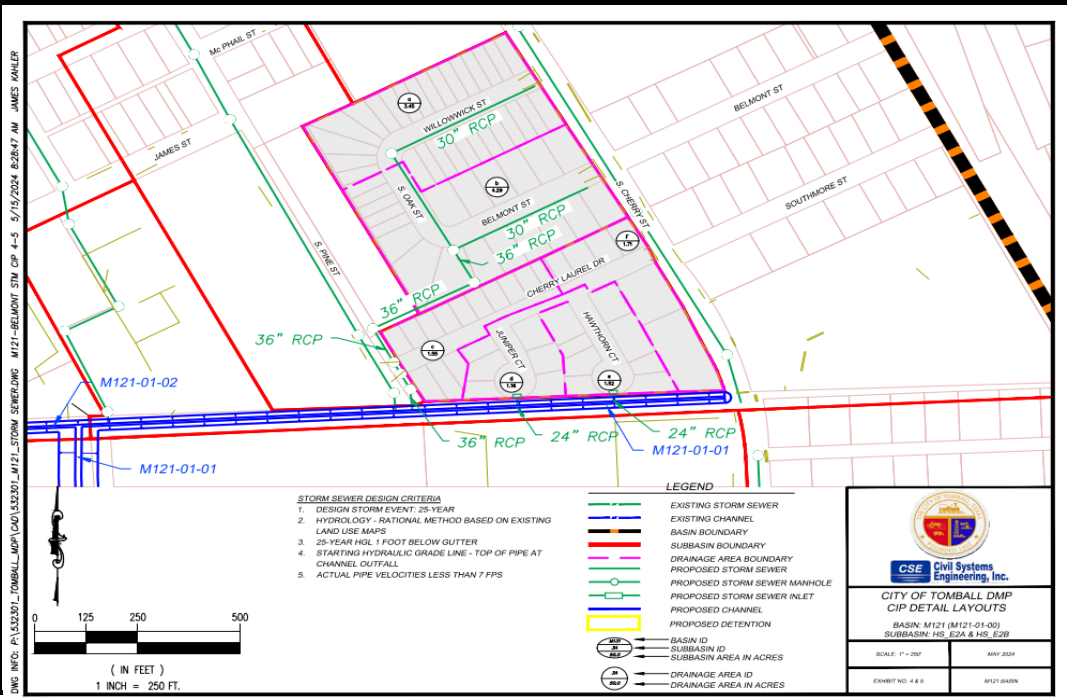 DWG INFO: P:\532301_TOMBALL_MDP\CAD\532301_M121_STORM SEWER.DWG M121-BELMONT STM CIP 4-5 5/15/2024 8:28:47 AM JAMES KAHLER
Mc PHAIL ST
JAMES ST
S. PINE ST
WILLOWWICK ST
30" RCP
a
3.45
S. OAK ST
b
4.29
BELMONT ST
30" RCP
36" RCP
S. CHERRY ST
BELMONT ST
SOUTHMORE ST
F
1.71
CHERRY LAUREL DR
36" RCP
36" RCP
c
JUNIPER CT
HAWTHORN CT
d
e
1.52
M121-01-02
36" RCP
24" RCP
24" RCP
M121-01-01
M121-01-01
STORM SEWER DESIGN CRITERIA
1. DESIGN STORM EVENT: 25-YEAR
2. HYDROLOGY - RATIONAL METHOD BASED ON EXISTING
LAND USE MAPS
3. 25-YEAR HGL 1 FOOT BELOW GUTTER
4. STARTING HYDRAULIC GRADE LINE - TOP OF PIPE AT
CHANNEL OUTFALL
5. ACTUAL PIPE VELOCITIES LESS THAN 7 FPS
0 125 250 500
( IN FEET )
1 INCH = 250 FT.
LEGEND
EXISTING STORM SEWER
EXISTING CHANNEL
BASIN BOUNDARY
SUBBASIN BOUNDARY
DRAINAGE AREA BOUNDARY
PROPOSED STORM SEWER
PROPOSED STORM SEWER MANHOLE
PROPOSED STORM SEWER INLET
PROPOSED CHANNEL
PROPOSED DETENTION
BASIN ID
SUBBASIN ID
SUBBASIN AREA IN ACRES
DRAINAGE AREA ID
DRAINAGE AREA IN ACRES
CSE Civil Systems
Engineering, Inc.
CITY OF TOMBALL DMP
CIP DETAIL LAYOUTS
BASIN: M121 (M121-01-00)
SUBBASIN: HS_E2A & HS_E2B
SCALE: 1" = 250'
MAY 2024
EXHIBIT NO. 4 & 5
M121 BASIN